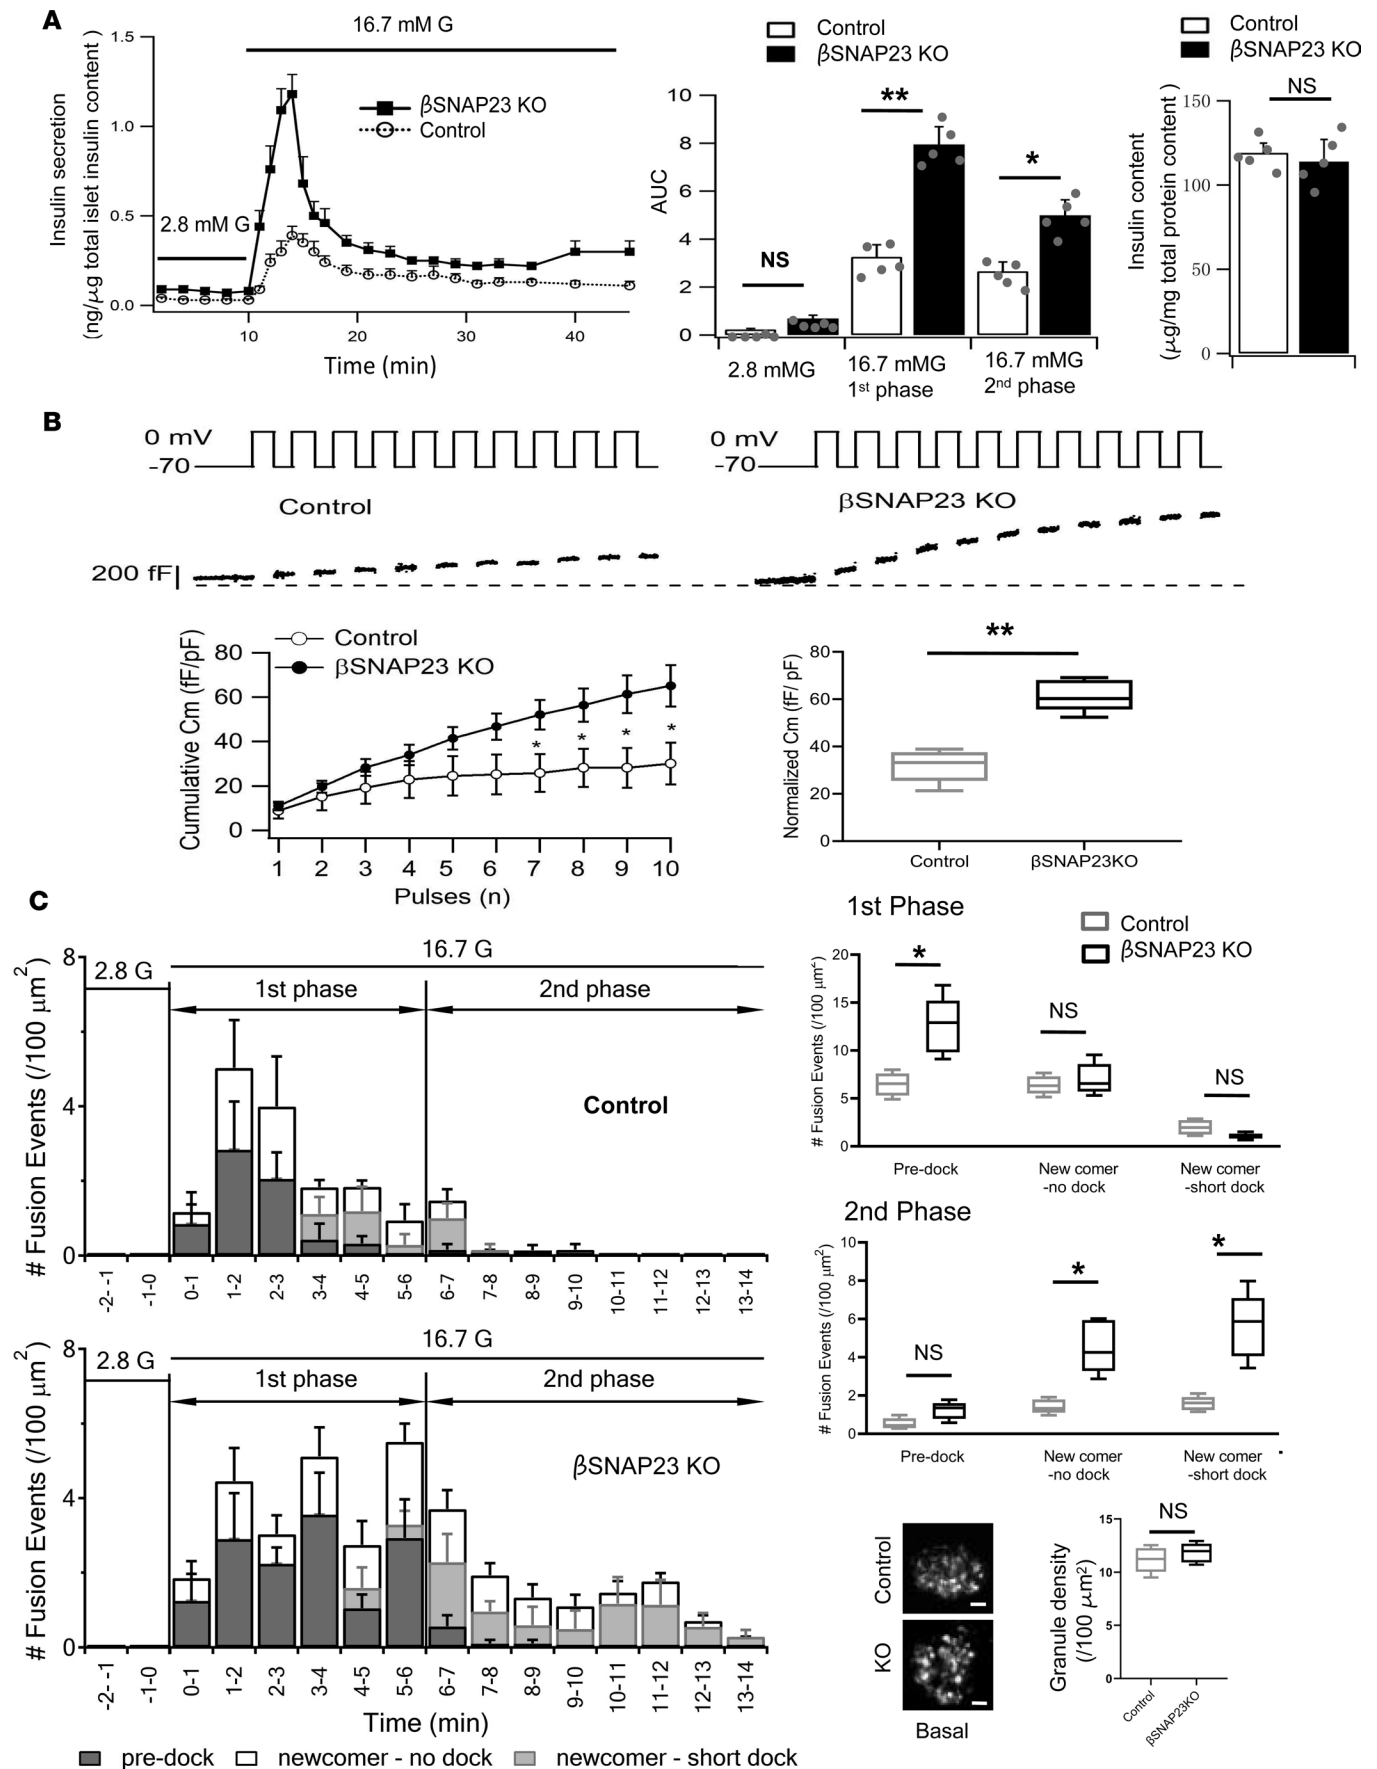 A
16.7 mM G
1.5
1.0
0.5
0.0
Insulin secretion
(ng/µg total islet insulin content )
βSNAP23 KO
Control
2.8 mM G
10
20
30
40
Time (min)
Control
βSNAP23 KO
10
8
6
4
2
0
AUC
NS
**
*
2.8 mMG
16.7 mMG
1st phase
16.7 mMG
2nd phase
Control
βSNAP23 KO
NS
150
100
50
0
Insulin content
(µg/mg total protein content )
B
0 mV
-70
0 mV
-70
Control
βSNAP23 KO
200 fF
Control
βSNAP23 KO
80
60
40
20
0
Cumulative Cm (fF/pF)
*
*
*
*
1
2
3
4
5
6
7
8
9
10
Pulses (n)
**
80
60
40
20
0
Normalized Cm (fF/ pF)
Control
βSNAP23KO
C
16.7 G
2.8 G
1st phase
2nd phase
8
4
0
# Fusion Events (/100 µm2)
Control
-2--1
-1-0
0-1
1-2
2-3
3-4
4-5
5-6
6-7
7-8
8-9
9-10
10-11
11-12
12-13
13-14
16.7 G
2.8 G
1st phase
2nd phase
8
4
0
# Fusion Events (/100 µm2)
βSNAP23 KO
-2--1
-1-0
0-1
1-2
2-3
3-4
4-5
5-6
6-7
7-8
8-9
9-10
10-11
11-12
12-13
13-14
Time (min)
pre-dock
newcomer - no dock
newcomer - short dock
1st Phase
Control
βSNAP23 KO
20
15
10
5
0
# Fusion Events (/100 µm2)
*
NS
NS
Pre-dock
New comer
-no dock
New comer
-short dock
2nd Phase
10
8
6
4
2
0
# Fusion Events (/100 µm2)
NS
*
*
Pre-dock
New comer
-no dock
New comer
-short dock
Control
KO
Basal
NS
15
10
5
0
Granule density
(/100 µm2)
Control
βSNAP23KO